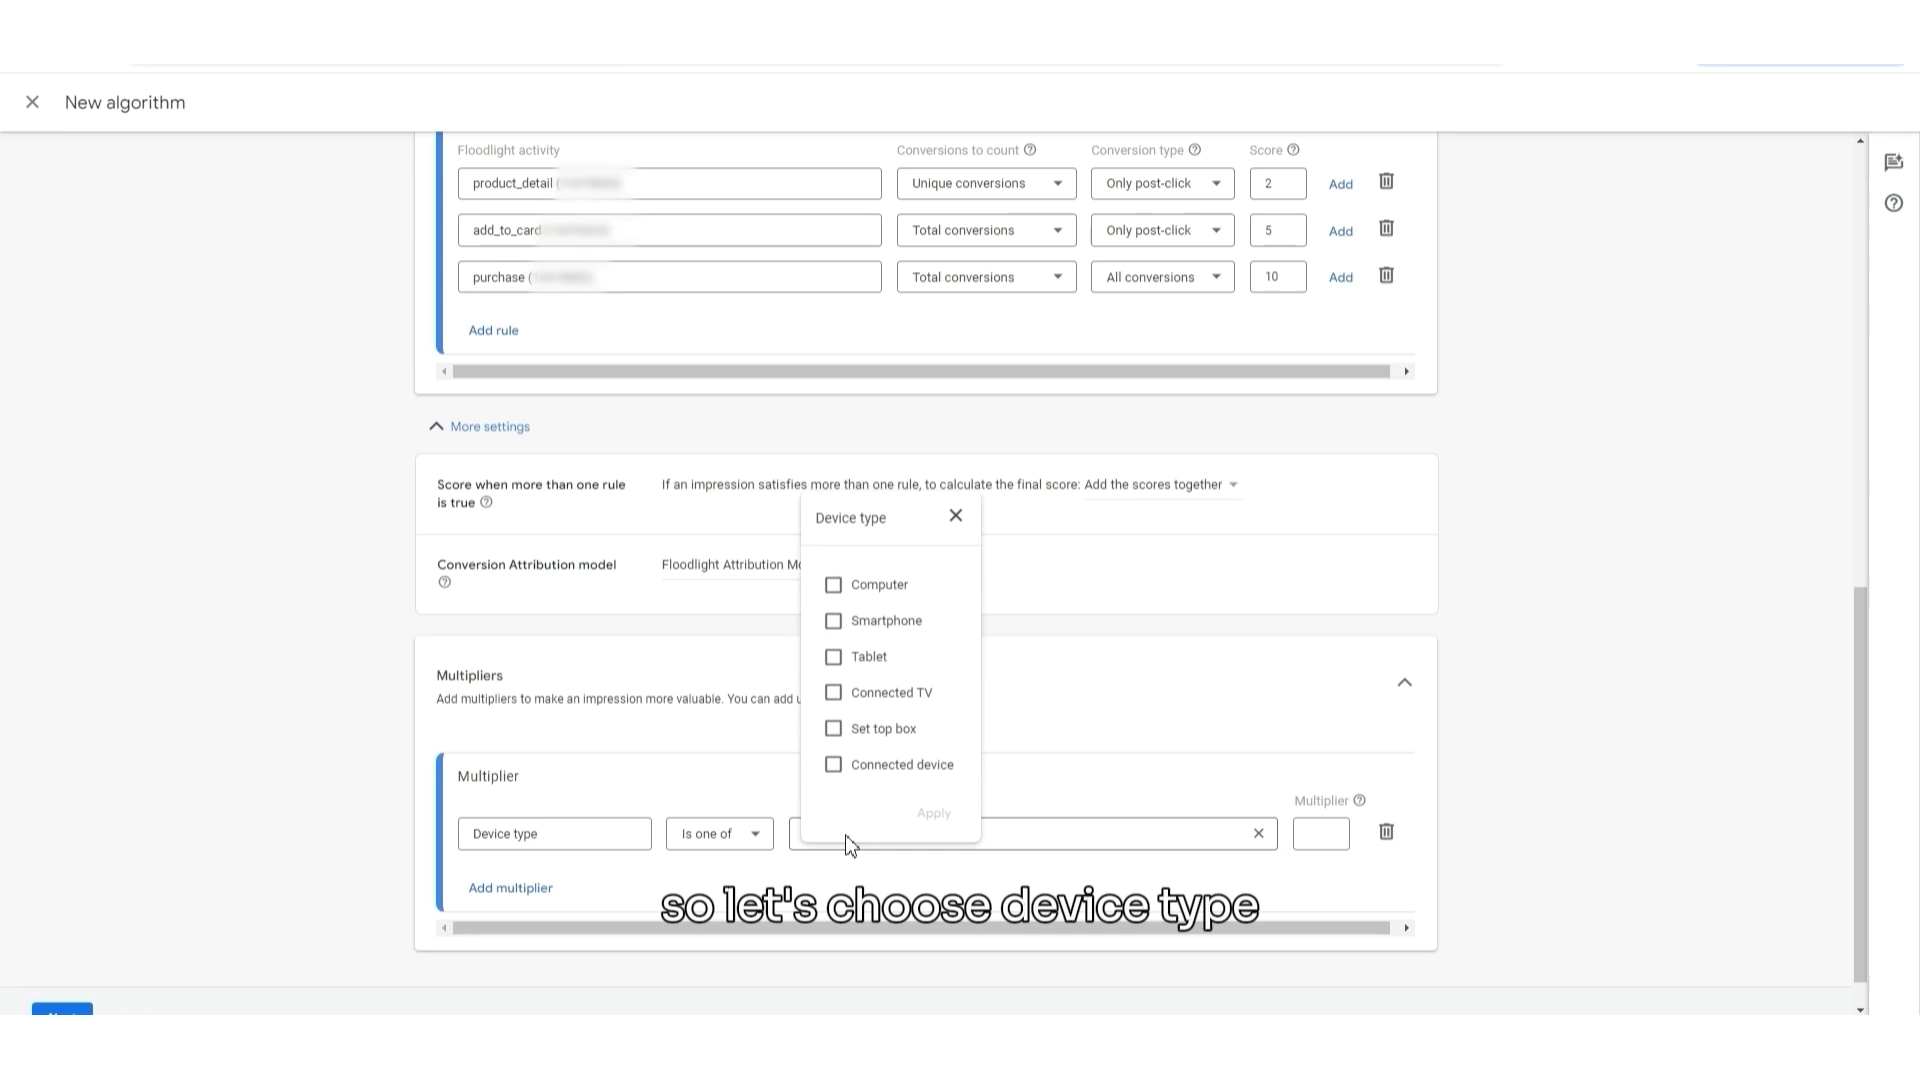 New algorithm
Floodlight activity Conversions to count Conversion type Score
product_detail ( Unique conversions Only post-click 2 Add
add_to_card Total conversions Only post-click 5 Add
purchase ( Total conversions All conversions 10 Add
Add rule
More settings
Score when more than one rule is true
If an impression satisfies more than one rule, to calculate the final score: Add the scores together
Conversion Attribution model
Floodlight Attribution
Device type
Computer
Smartphone
Tablet
Connected TV
Set top box
Connected device
Apply
Multipliers
Add multipliers to make an impression more valuable. You can add
Multiplier
Multiplier
Device type Is one of
Add multiplier
so let's choose device type